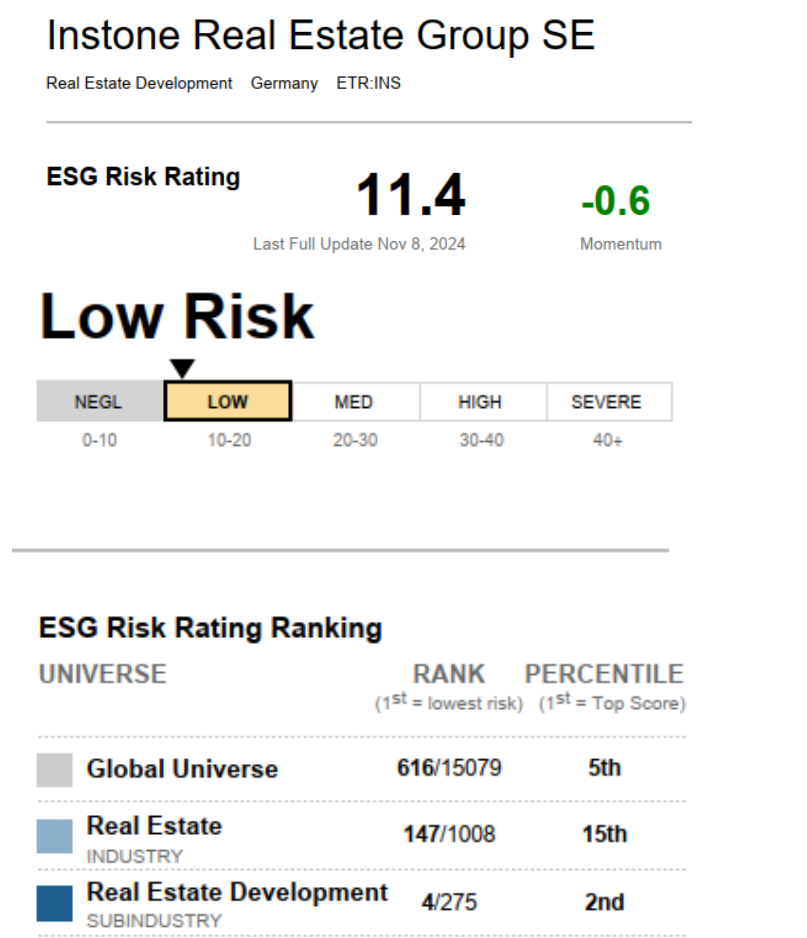 Instone Real Estate Group SE
Real Estate Development Germany ETR:INS
ESG Risk Rating 11.4 -0.6
Last Full Update Nov 8, 2024 Momentum
Low Risk
NEGL LOW MED HIGH SEVERE
0-10 10-20 20-30 30-40 40+
ESG Risk Rating Ranking
UNIVERSE RANK PERCENTILE
(1st = lowest risk) (1st = Top Score)
Global Universe 616/15079 5th
Real Estate 147/1008 15th
INDUSTRY
Real Estate Development 4/275 2nd
SUBINDUSTRY